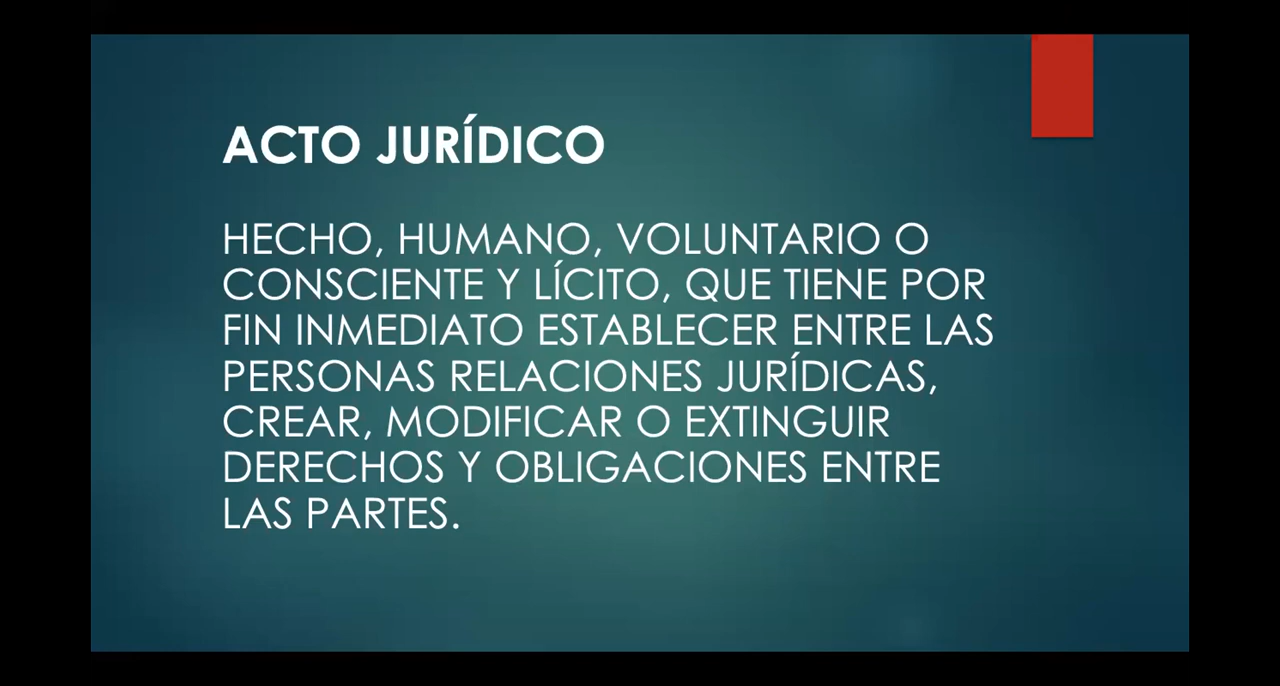 ACTO JURÍDICO
HECHO, HUMANO, VOLUNTARIO O
CONSCIENTE Y LÍCITO, QUE TIENE POR
FIN INMEDIATO ESTABLECER ENTRE LAS
PERSONAS RELACIONES JURÍDICAS,
CREAR, MODIFICAR O EXTINGUIR
DERECHOS Y OBLIGACIONES ENTRE
LAS PARTES.